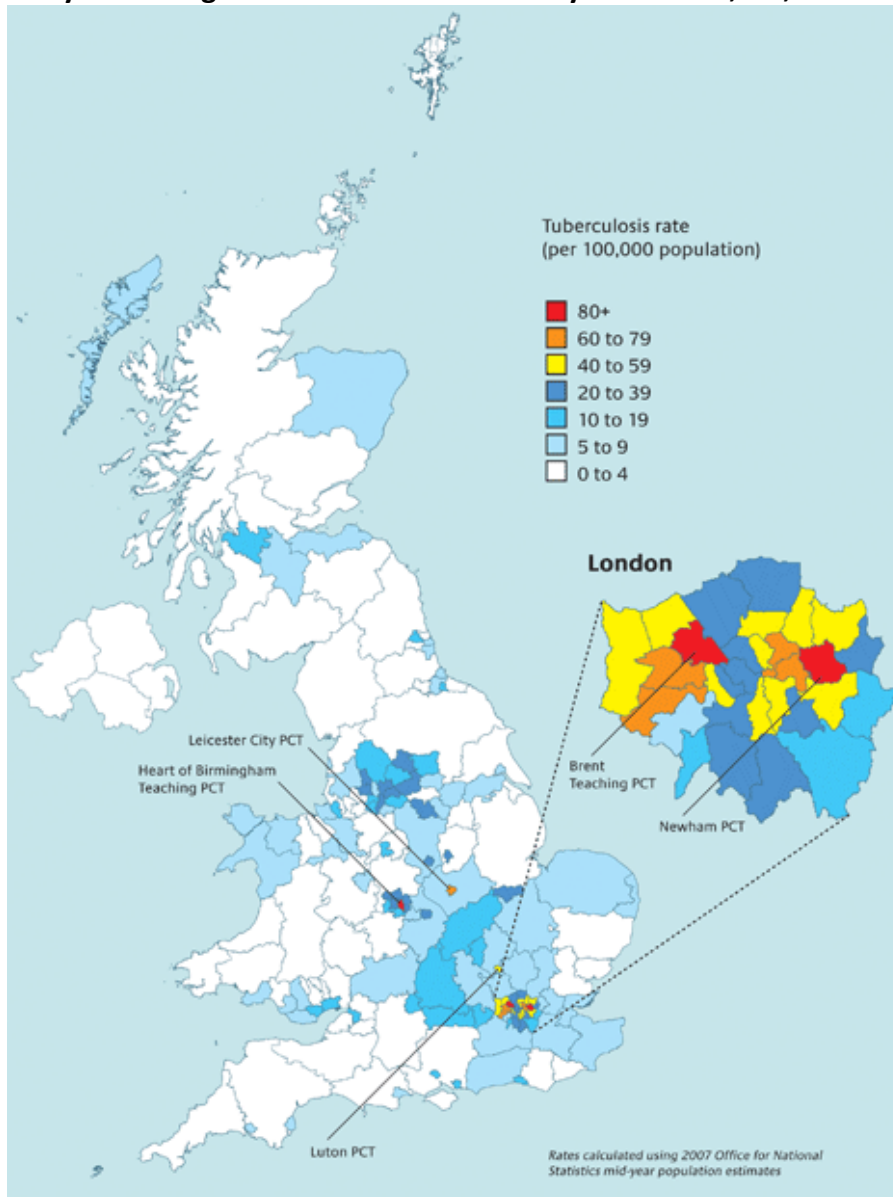 Tuberculosis rate
(per 100,000 population)
80+
60 to 79
40 to 59
20 to 39
10 to 19
5 to 9
0 to 4
London
Leicester City PCT
Heart of Birmingham
Teaching PCT
Brent
Teaching PCT
Newham PCT
Luton PCT
Rates calculated using 2007 Office for National
Statistics mid-year population estimates